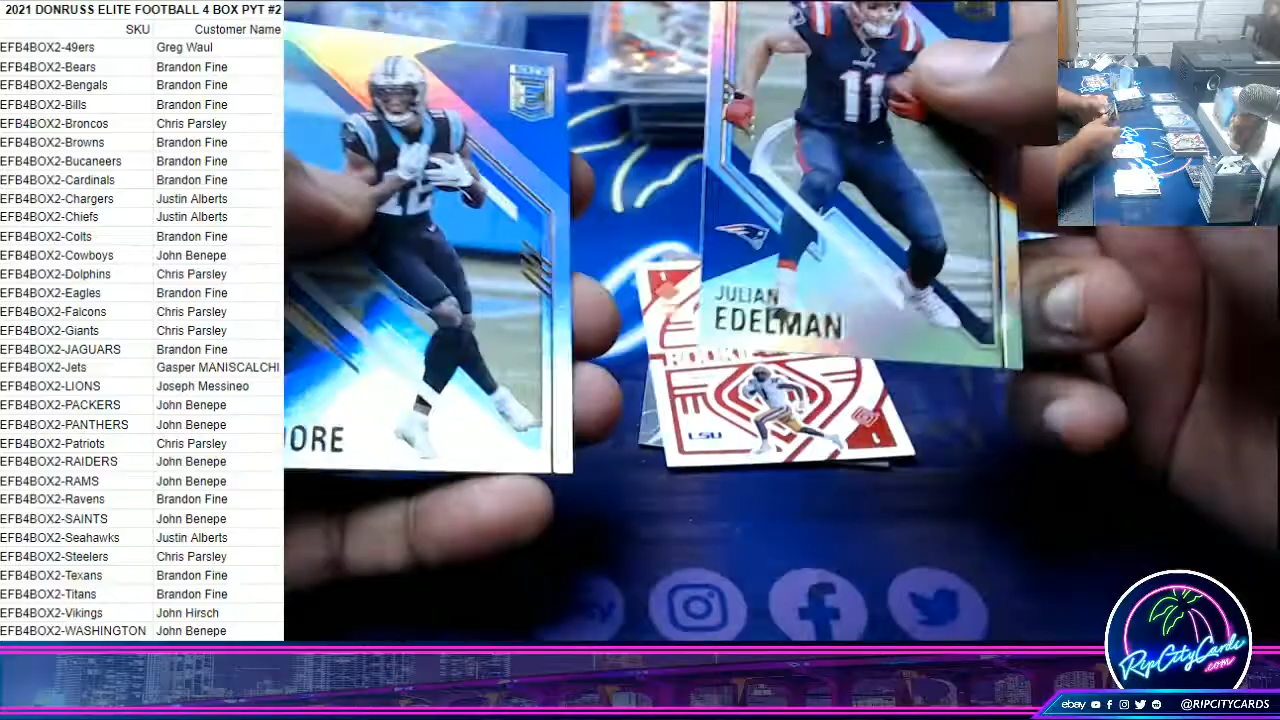 2021 DONRUSS ELITE FOOTBALL 4 BOX PYT #2
SKU Customer Name
EFB4BOX2-49ers Greg Waul
EFB4BOX2-Bears Brandon Fine
EFB4BOX2-Bengals Brandon Fine
EFB4BOX2-Bills Brandon Fine
EFB4BOX2-Broncos Chris Parsley
EFB4BOX2-Browns Brandon Fine
EFB4BOX2-Bucaneers Brandon Fine
EFB4BOX2-Cardinals Brandon Fine
EFB4BOX2-Chargers Justin Alberts
EFB4BOX2-Chiefs Justin Alberts
EFB4BOX2-Colts Brandon Fine
EFB4BOX2-Cowboys John Benepe
EFB4BOX2-Dolphins Chris Parsley
EFB4BOX2-Eagles Brandon Fine
EFB4BOX2-Falcons Chris Parsley
EFB4BOX2-Giants Chris Parsley
EFB4BOX2-JAGUARS Brandon Fine
EFB4BOX2-Jets Gasper MANISCALCHI
EFB4BOX2-LIONS Joseph Messineo
EFB4BOX2-PACKERS John Benepe
EFB4BOX2-PANTHERS John Benepe
EFB4BOX2-Patriots Chris Parsley
EFB4BOX2-RAIDERS John Benepe
EFB4BOX2-RAMS John Benepe
EFB4BOX2-Ravens Brandon Fine
EFB4BOX2-SAINTS John Benepe
EFB4BOX2-Seahawks Justin Alberts
EFB4BOX2-Steelers Chris Parsley
EFB4BOX2-Texans Brandon Fine
EFB4BOX2-Titans Brandon Fine
EFB4BOX2-Vikings John Hirsch
EFB4BOX2-WASHINGTON John Benepe
11
JULIAN
EDELMAN
ORE
ROOKIE
LSU
RipCityCards
.com
ebay @RIPCITYCARDS